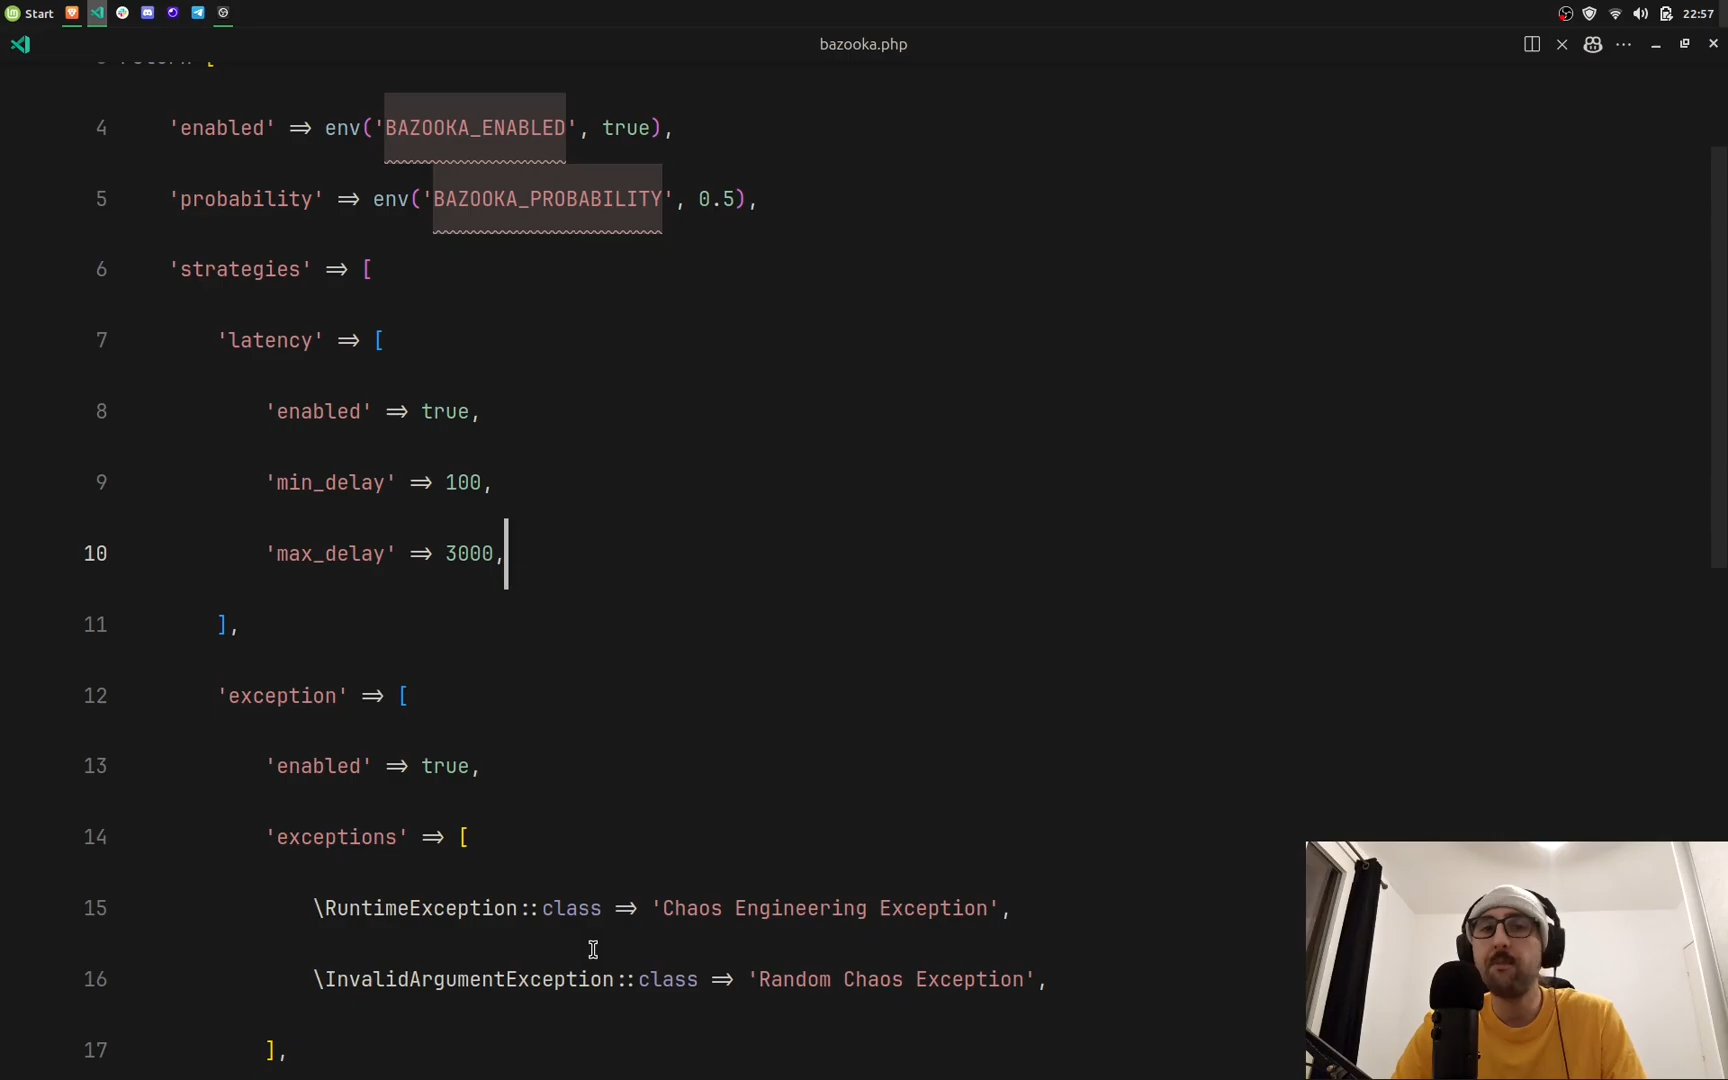 Start
22:57
bazooka.php
3 return [
4 'enabled' => env('BAZOOKA_ENABLED', true),
5 'probability' => env('BAZOOKA_PROBABILITY', 0.5),
6 'strategies' => [
7 'latency' => [
8 'enabled' => true,
9 'min_delay' => 100,
10 'max_delay' => 3000,
11 ],
12 'exception' => [
13 'enabled' => true,
14 'exceptions' => [
15 \RuntimeException::class => 'Chaos Engineering Exception',
16 \InvalidArgumentException::class => 'Random Chaos Exception',
17 ],